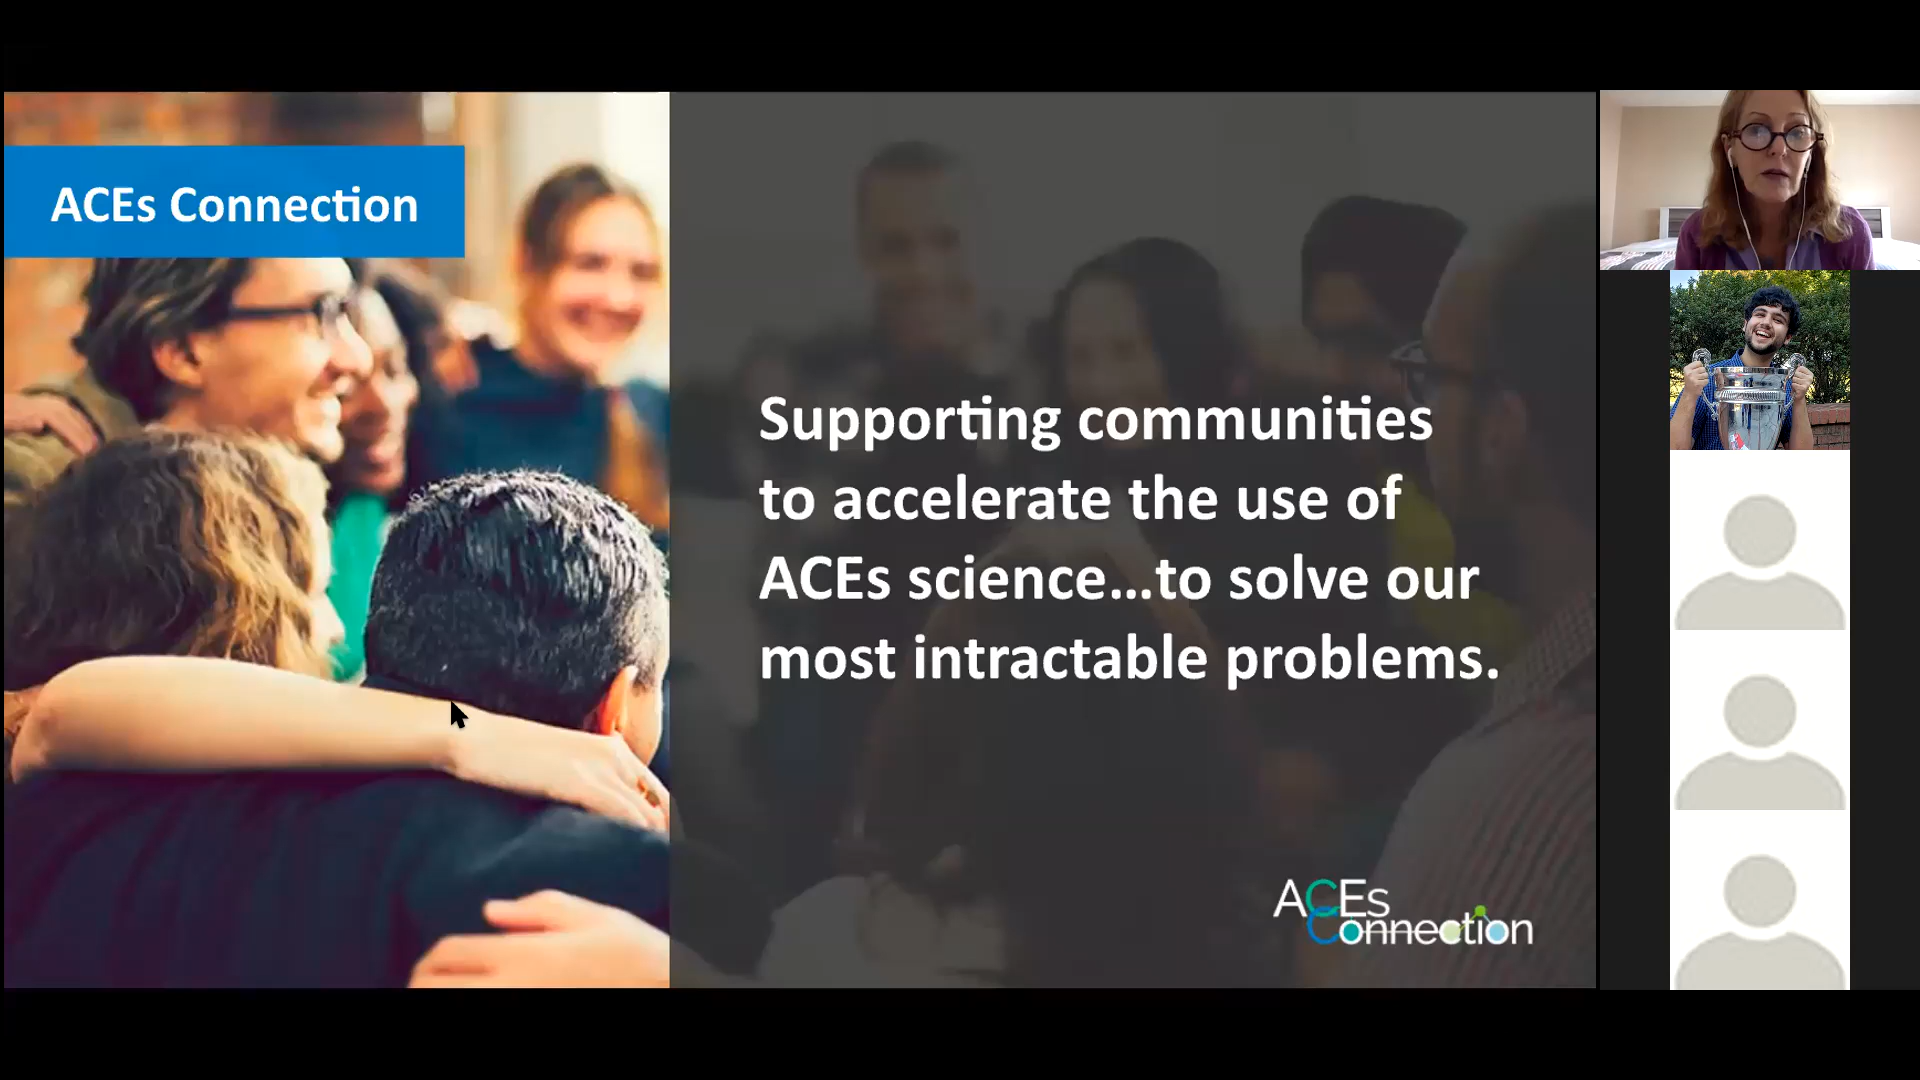 ACEs Connection
Supporting communities
to accelerate the use of
ACEs science...to solve our
most intractable problems.
ACEs
Connection